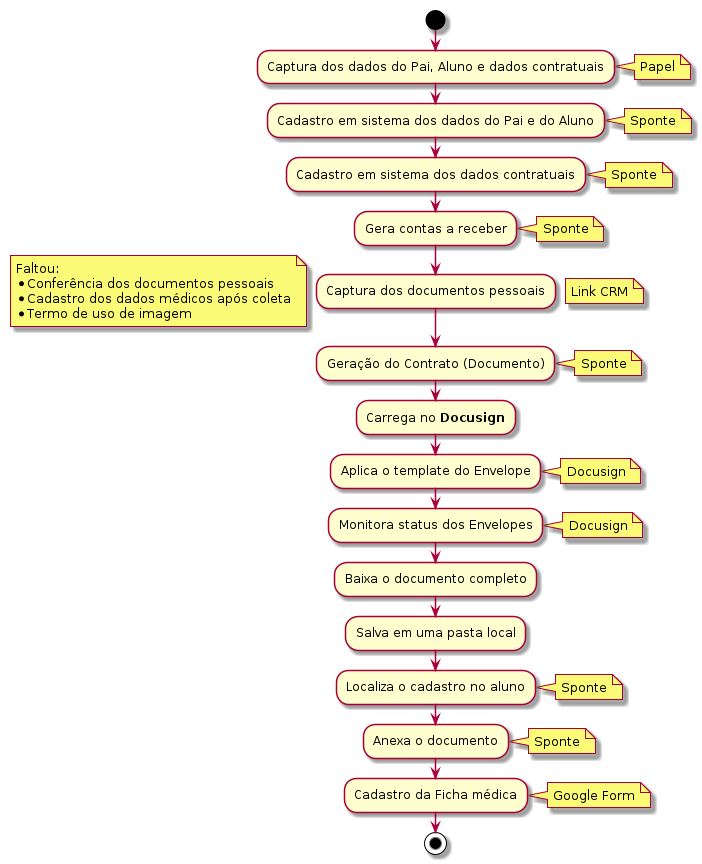 Captura dos dados do Pai, Aluno e dados contratuais
Papel
Cadastro em sistema dos dados do Pai e do Aluno
Sponte
Cadastro em sistema dos dados contratuais
Sponte
Gera contas a receber
Sponte
Faltou:
• Conferência dos documentos pessoais
• Cadastro dos dados médicos após coleta
• Termo de uso de imagem
Captura dos documentos pessoais
Link CRM
Geração do Contrato (Documento)
Sponte
Carrega no Docusign
Aplica o template do Envelope
Docusign
Monitora status dos Envelopes
Docusign
Baixa o documento completo
Salva em uma pasta local
Localiza o cadastro no aluno
Sponte
Anexa o documento
Sponte
Cadastro da Ficha médica
Google Form